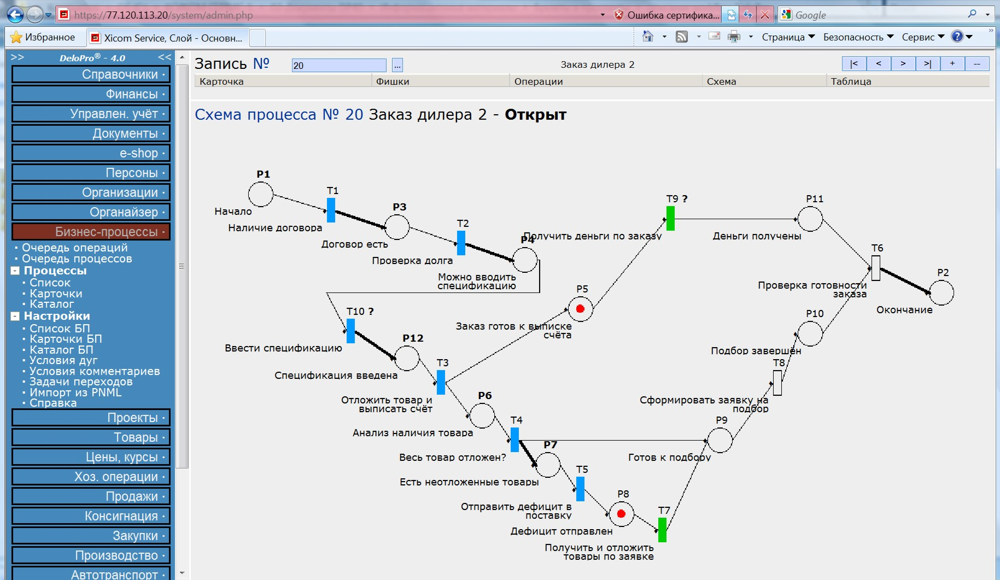 https://77.120.113.20/system/admin.php
Ошибка сертифика...
Google
Избранное
Xicom Service, Слой - Основн...
Страница
Безопасность
Сервис
»
>>
DeloPro® - 4.0
<<
Справочники ·
Финансы ·
Управлен. учёт ·
Документы ·
e-shop ·
Персоны ·
Организации ·
Органайзер ·
Бизнес-процессы ·
· Очередь операций
· Очередь процессов
- Процессы
· Список
· Карточки
· Каталог
- Настройки
· Список БП
· Карточки БП
· Каталог БП
· Условия дуг
· Условия комментариев
· Задачи переходов
· Импорт из PNML
· Справка
Проекты ·
Товары ·
Цены, курсы ·
Хоз. операции ·
Продажи ·
Консигнация ·
Закупки ·
Производство ·
Автотранспорт ·
Запись №
20
...
Заказ дилера 2
|<
<
>
>|
+
--
Карточка
Фишки
Операции
Схема
Таблица
Схема процесса № 20 Заказ дилера 2 - Открыт
P1
Начало
T1
Наличие договора
P3
Договор есть
T2
Проверка долга
P4
Можно вводить
спецификацию
T9 ?
Получить деньги по заказу
P11
Деньги получены
T6
Проверка готовности
заказа
P2
Окончание
P5
Заказ готов к выписке
счёта
T10 ?
Ввести спецификацию
P12
Спецификация введена
T3
Отложить товар и
выписать счёт
P10
Подбор завершён
T8
Сформировать заявку на
подбор
P6
Анализ наличия товара
T4
Весь товар отложен?
P9
Готов к подбору
P7
Есть неотложенные товары
T5
Отправить дефицит в
поставку
P8
Дефицит отправлен
T7
Получить и отложить
товары по заявке